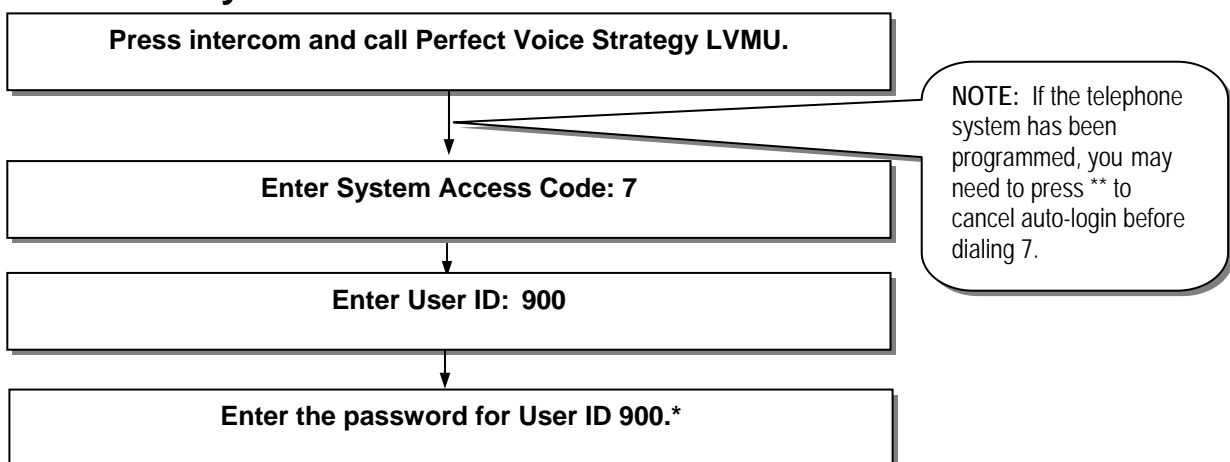 Press intercom and call Perfect Voice Strategy LVMU.
NOTE: If the telephone
system has been
programmed, you may
need to press ** to
cancel auto-login before
dialing 7.
Enter System Access Code: 7
Enter User ID: 900
Enter the password for User ID 900.*